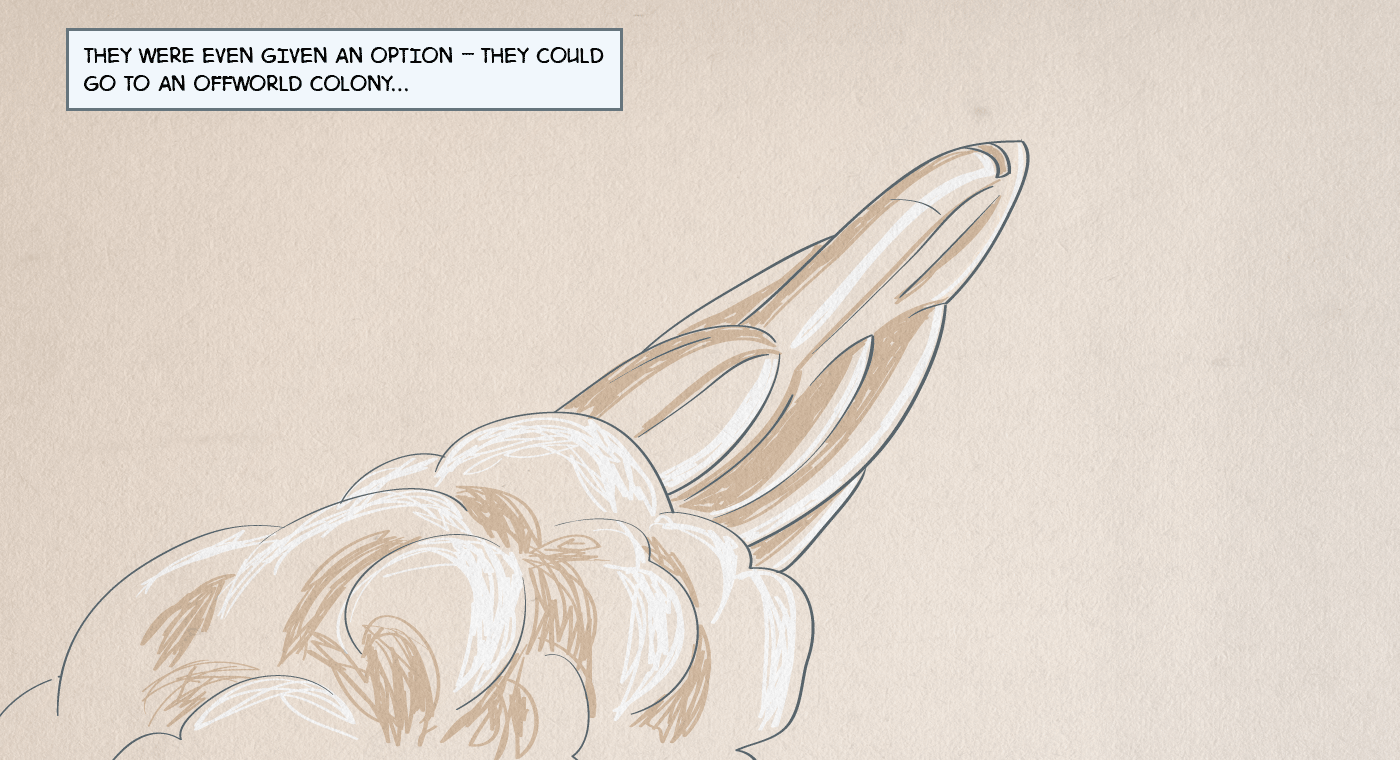 THEY WERE EVEN GIVEN AN OPTION – THEY COULD
GO TO AN OFFWORLD COLONY...